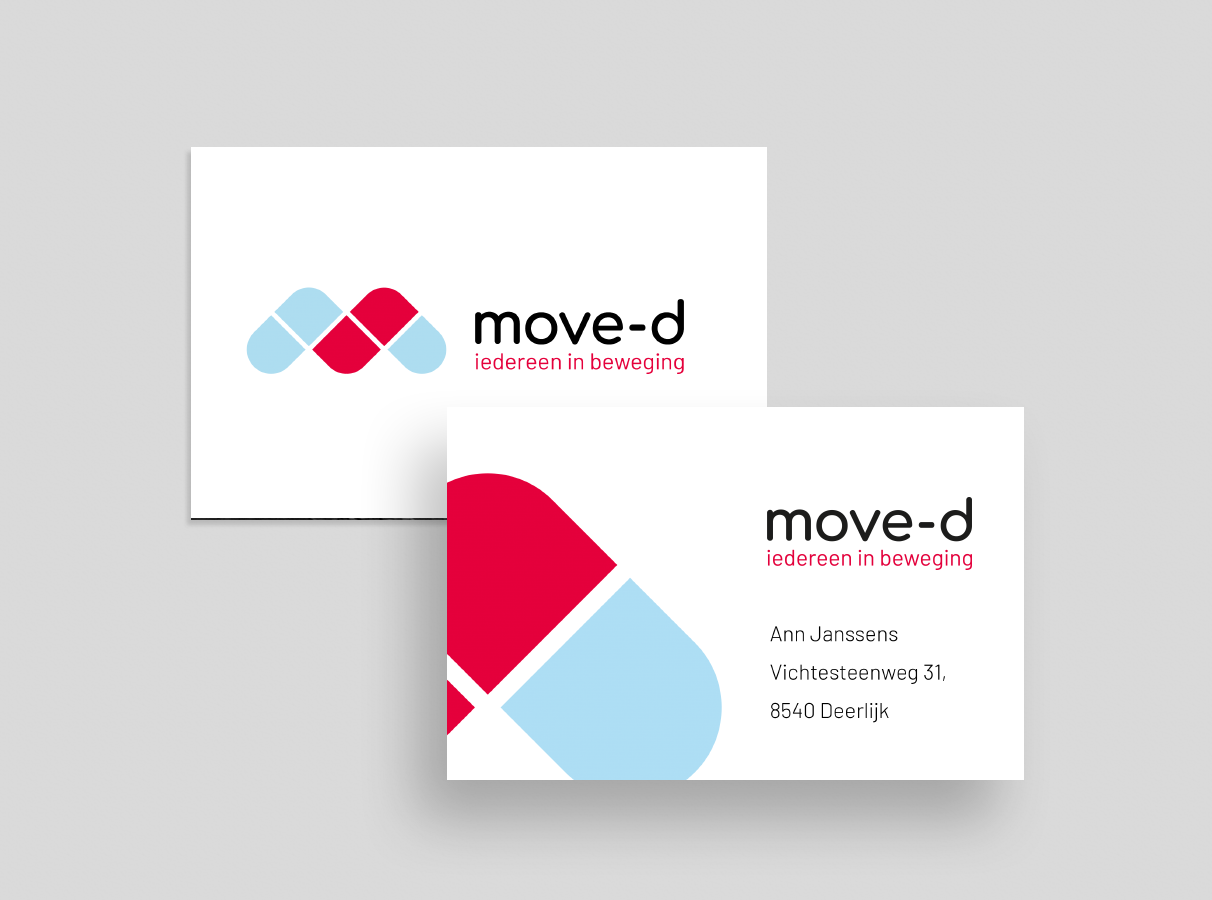 move-d
iedereen in beweging
move-d
iedereen in beweging
Ann Janssens
Vichtesteenweg 31,
8540 Deerlijk